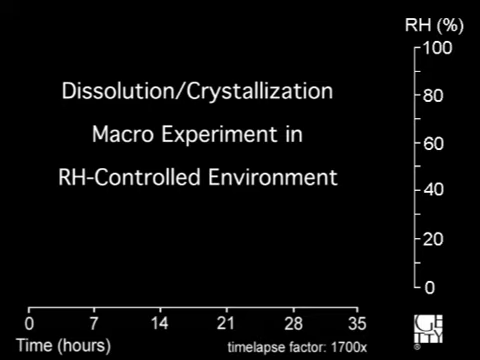 RH (%)
100
Dissolution/Crystallization
80
Macro Experiment in
60
RH-Controlled Environment
40
20
0
0 7 14 21 28 35
GETTY
®
Time (hours)
timelapse factor: 1700x